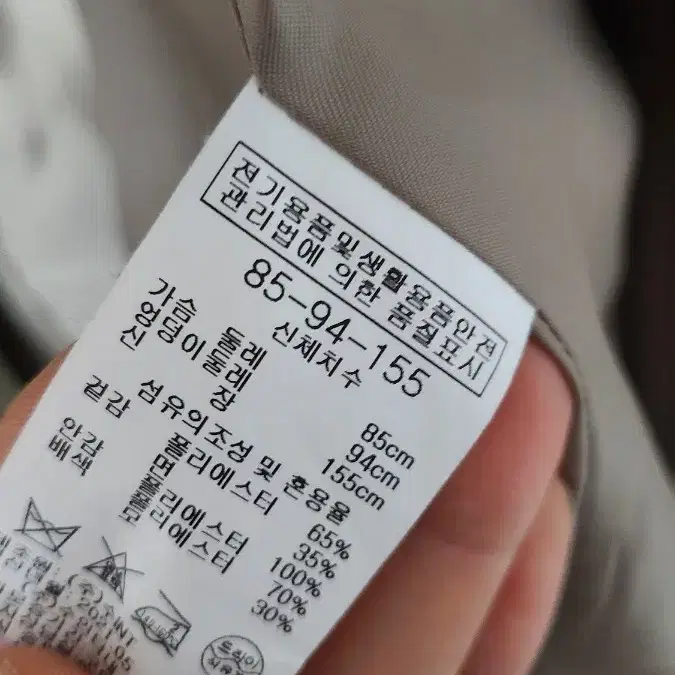 전기용품및생활용품안전
관리법에 의한 품질표시
85-94-155
신체치수
가슴 둘레 85cm
엉덩이둘레 94cm
신 장 155cm
섬유의조성 및 혼용율
겉감 폴리에스터 65%
면 35%
안감 폴리에스터 100%
배색 폴리에스터 70%
모 30%
드라이